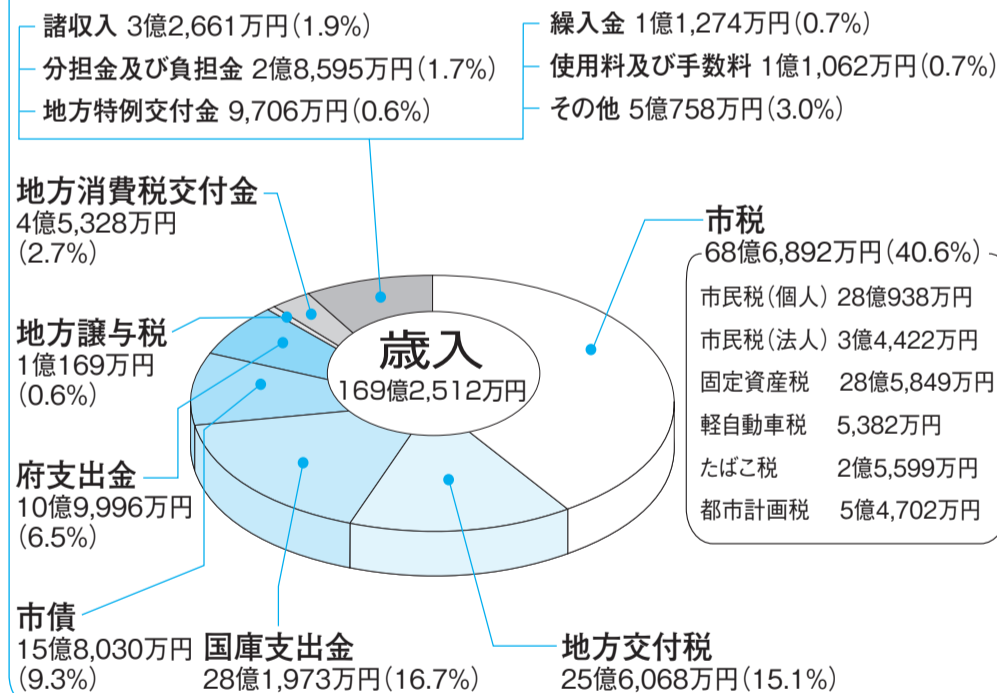 諸収入 3億2,661万円(1.9%)
分担金及び負担金 2億8,595万円(1.7%)
地方特例交付金 9,706万円(0.6%)
繰入金 1億1,274万円(0.7%)
使用料及び手数料 1億1,062万円(0.7%)
その他 5億758万円(3.0%)
地方消費税交付金
4億5,328万円
(2.7%)
地方譲与税
1億169万円
(0.6%)
府支出金
10億9,996万円
(6.5%)
市債
15億8,030万円
(9.3%)
国庫支出金
28億1,973万円(16.7%)
地方交付税
25億6,068万円(15.1%)
歳入
169億2,512万円
市税
68億6,892万円(40.6%)
市民税(個人) 28億938万円
市民税(法人) 3億4,422万円
固定資産税 28億5,849万円
軽自動車税 5,382万円
たばこ税 2億5,599万円
都市計画税 5億4,702万円